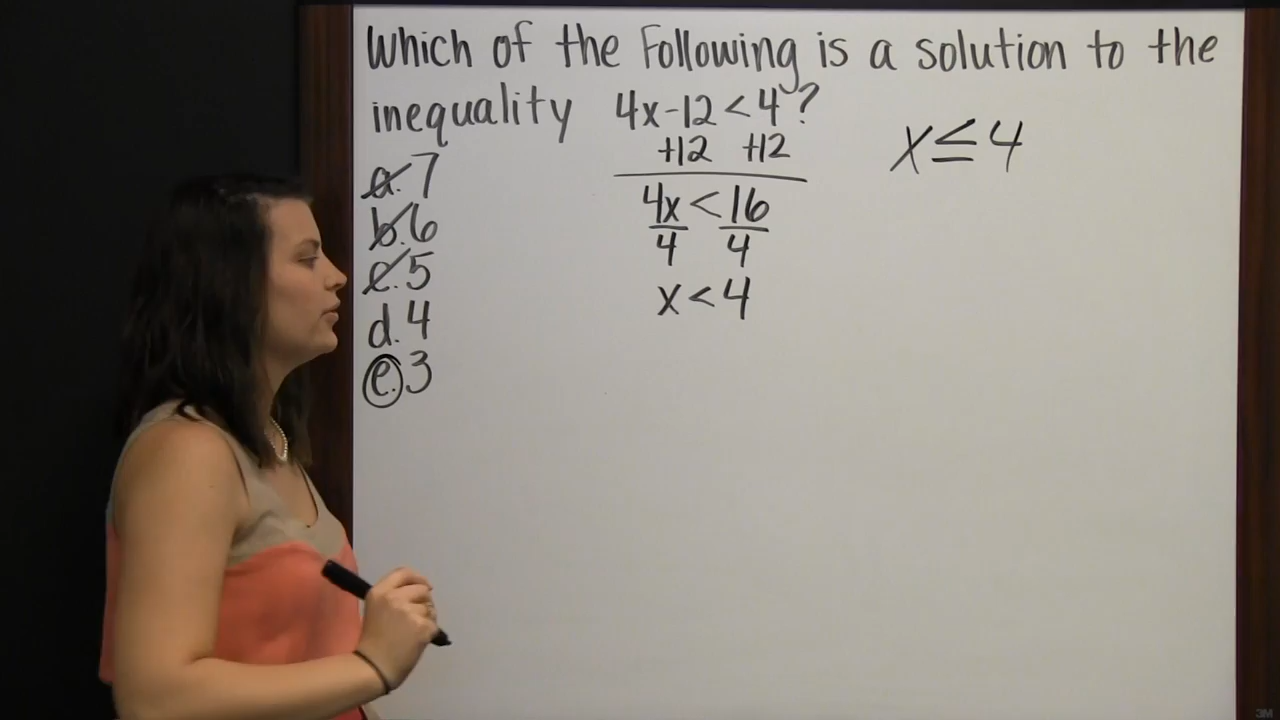 Which of the Following is a solution to the
inequality 4x-12<4?
+12 +12
x≤4
a. 7
4x<16
b. 6
4 4
c. 5
x<4
d. 4
e. 3
3M